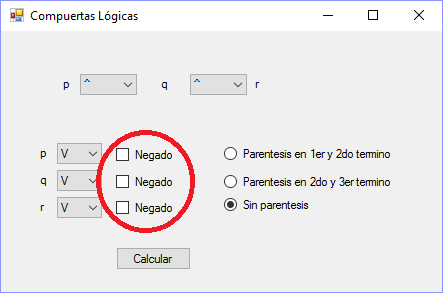 Compuertas Lógicas
p ^ q ^ r
p V Negado Parentesis en 1er y 2do termino
q V Negado Parentesis en 2do y 3er termino
r V Negado Sin parentesis
Calcular